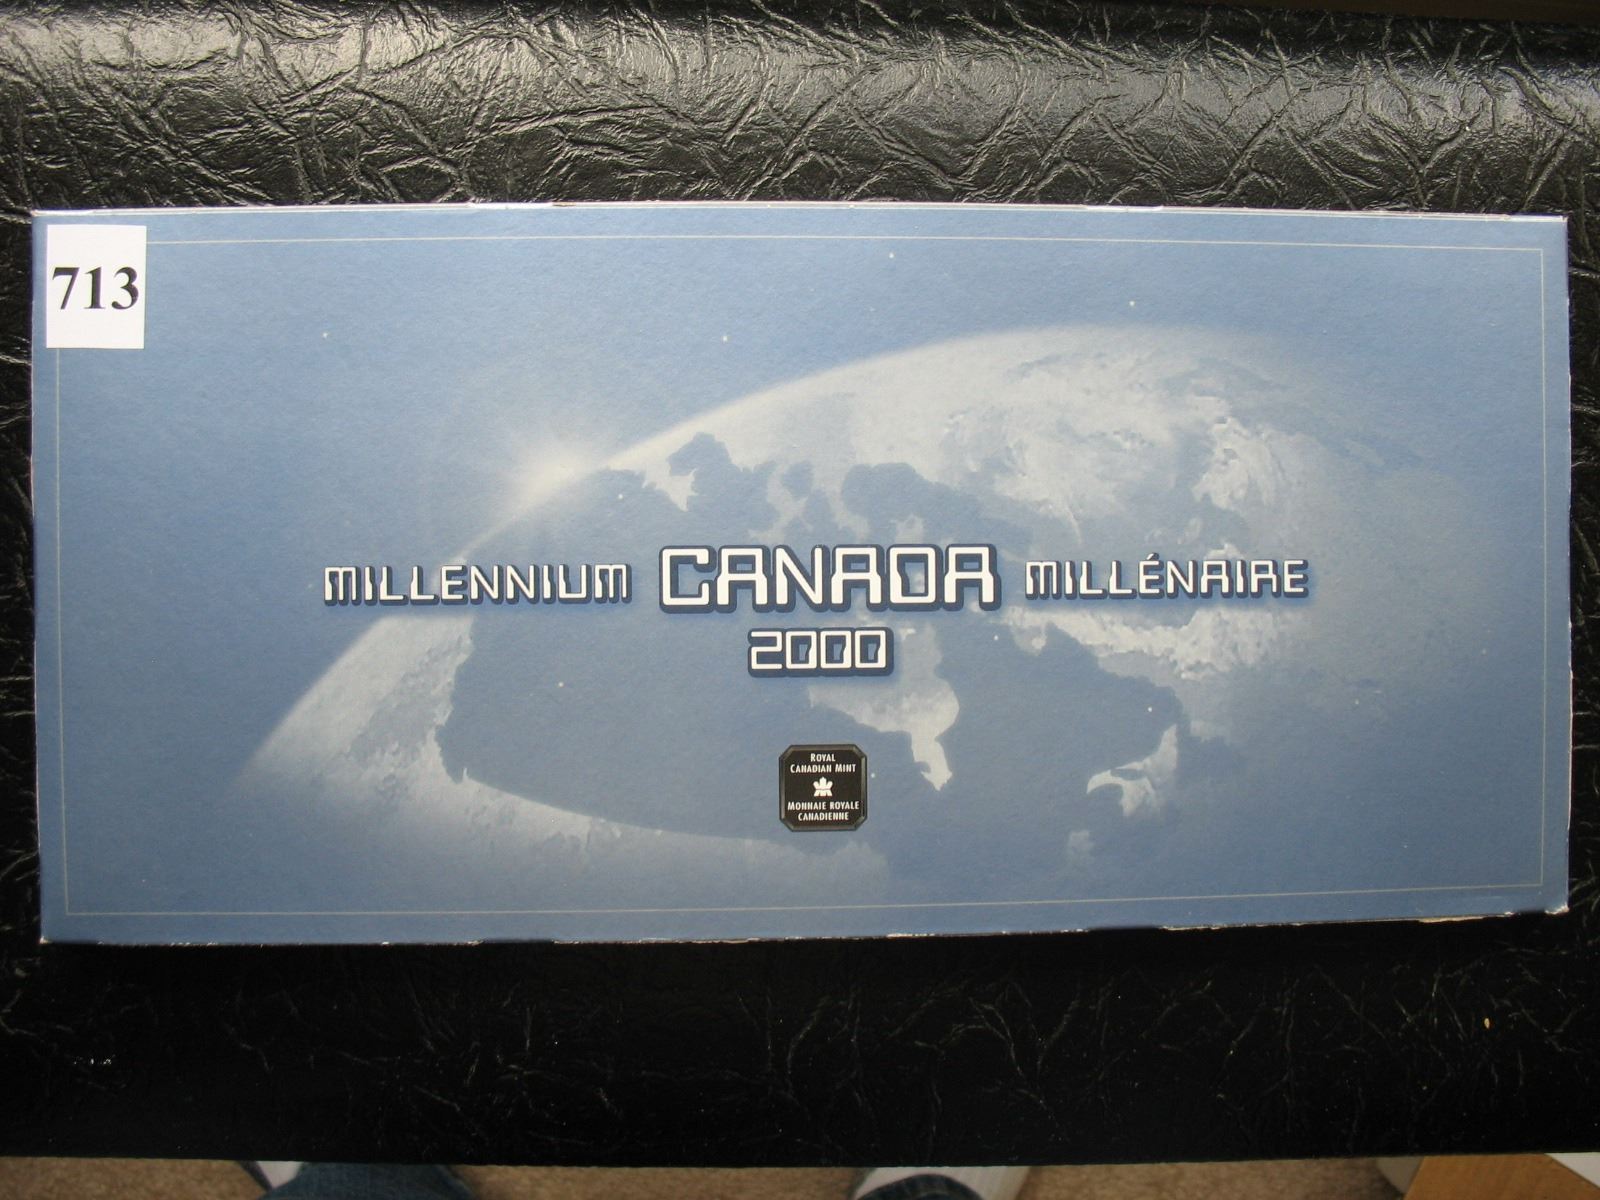 713
MILLENNIUM CANADA MILLÉNAIRE
2000
ROYAL
CANADIAN MINT
MONNAIE ROYALE
CANADIENNE